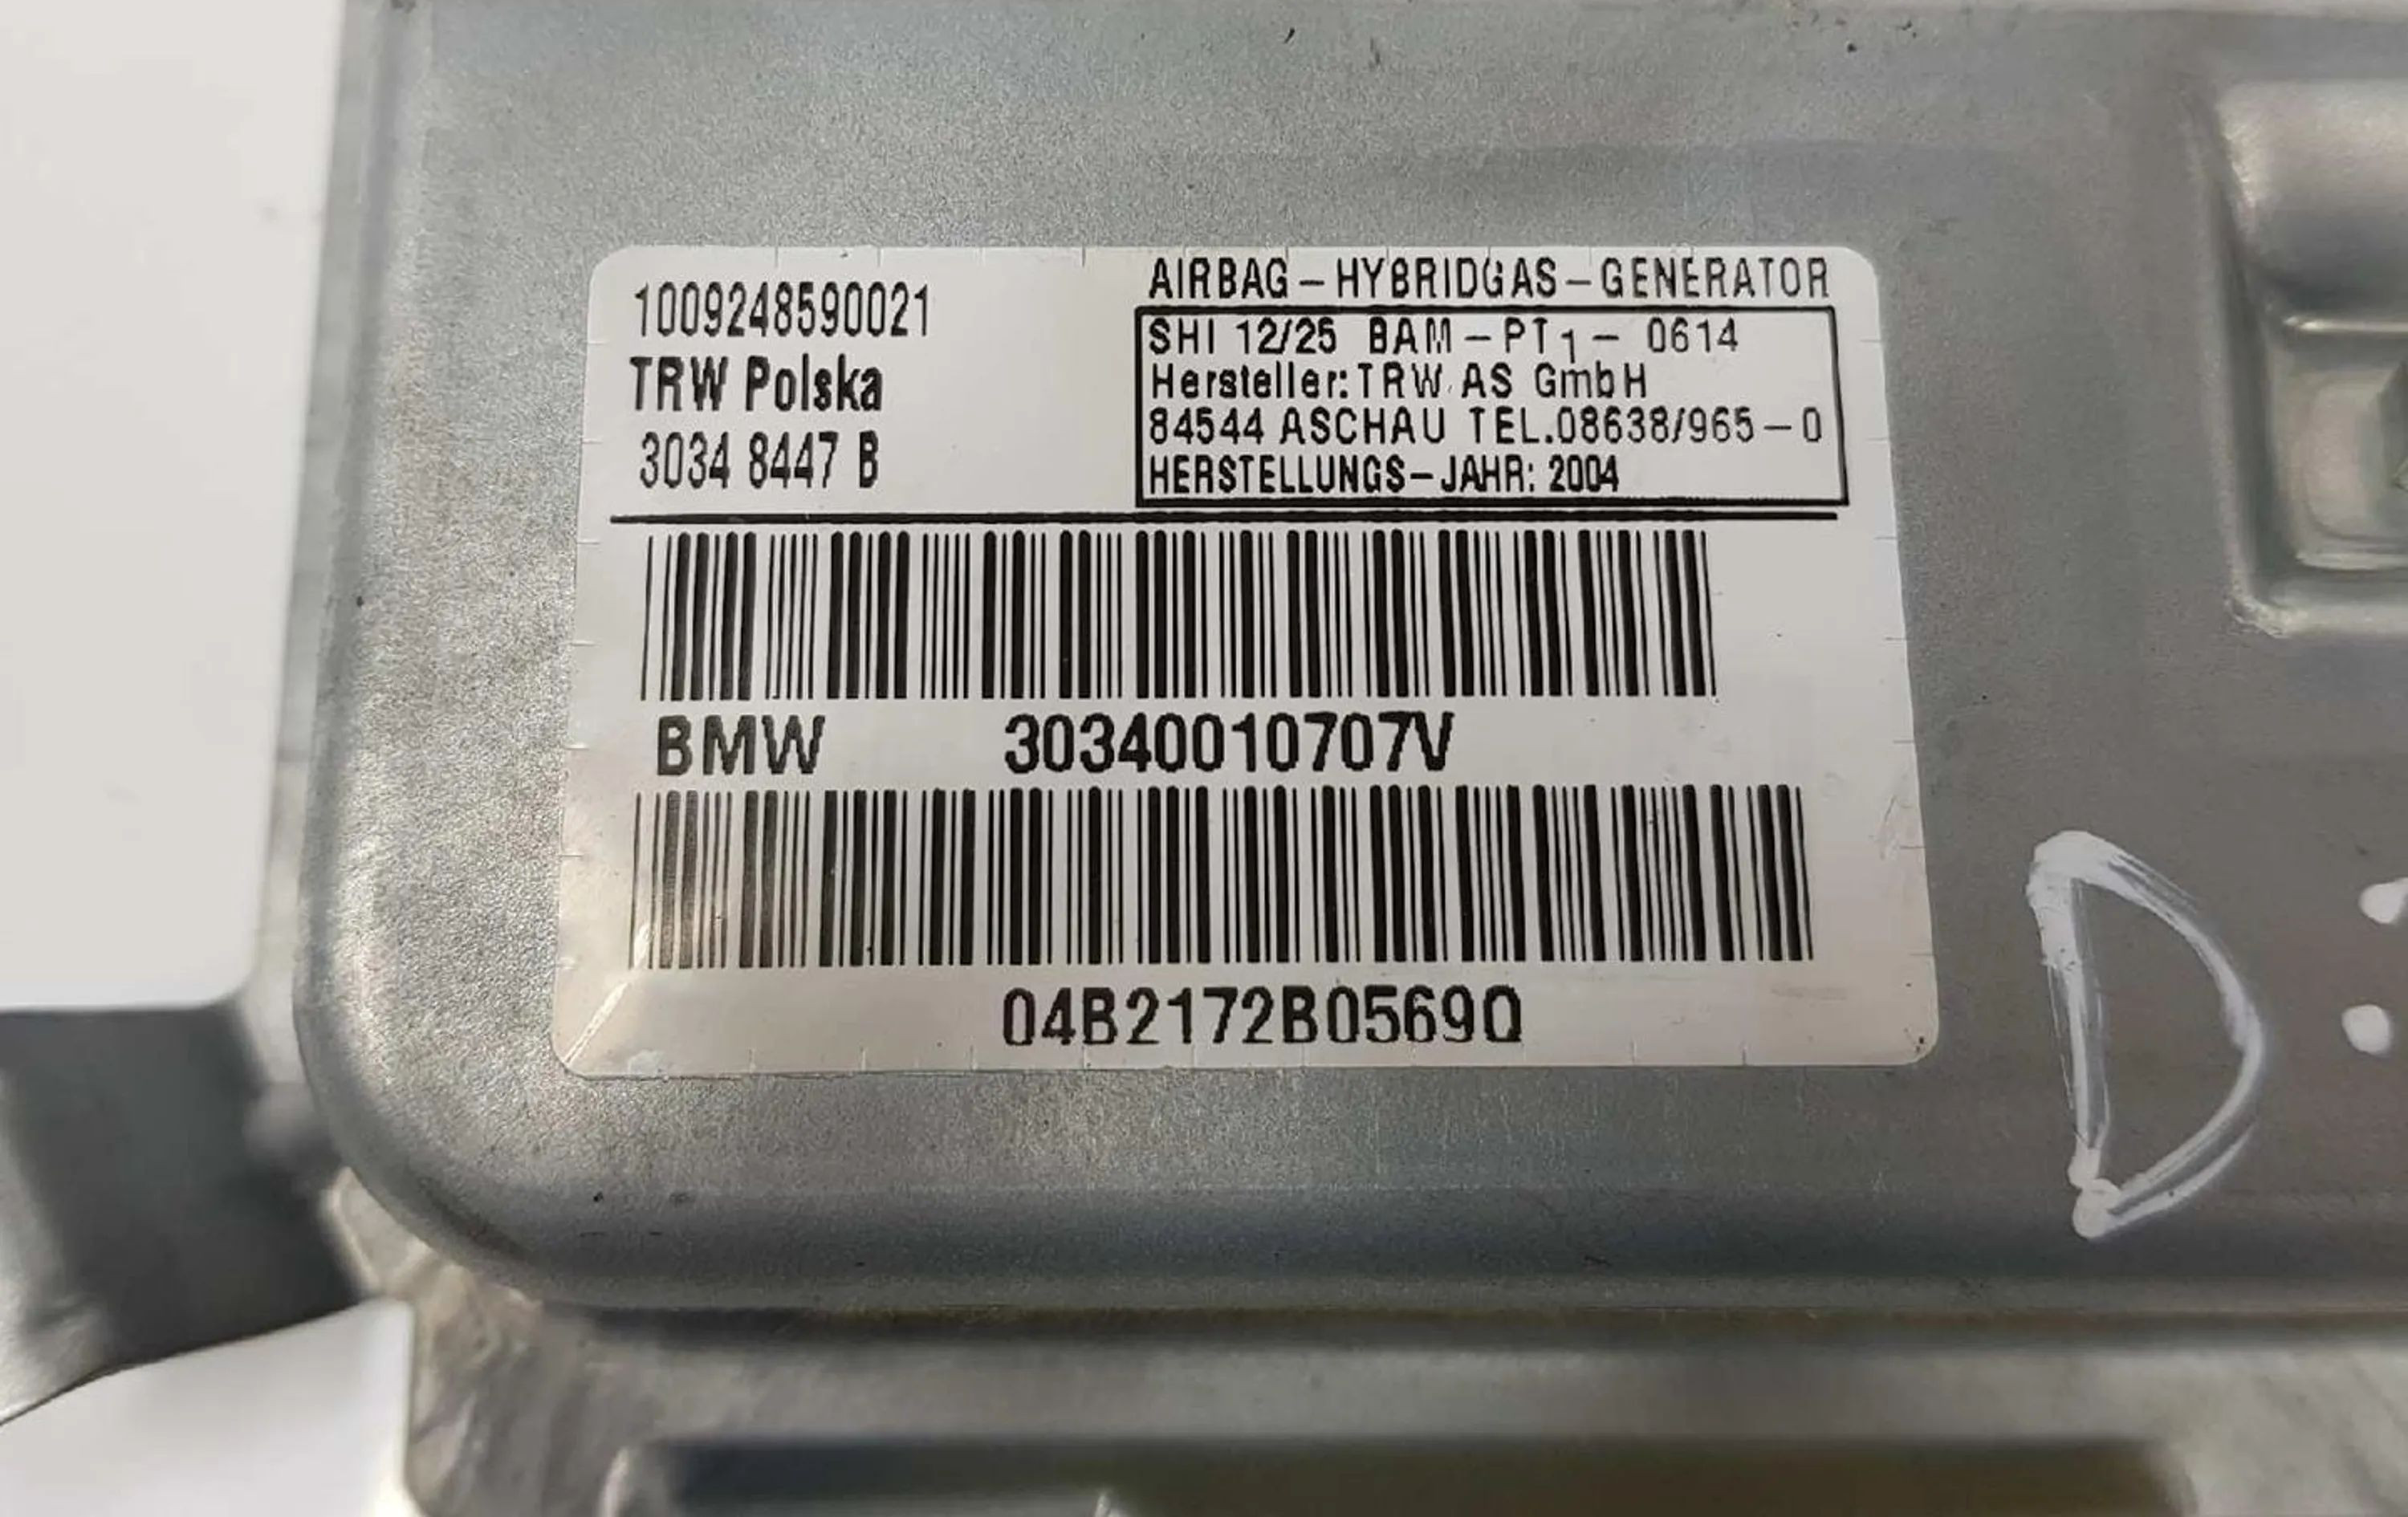 1009248590021
TRW Polska
3034 8447 B
AIRBAG-HYBRIDGAS-GENERATOR
SHI 12/25 BAM-PT1-0614
Hersteller:TRW AS GmbH
84544 ASCHAU TEL.08638/965-0
HERSTELLUNGS-JAHR: 2004
BMW 30340010707V
04B2172B0569Q
D